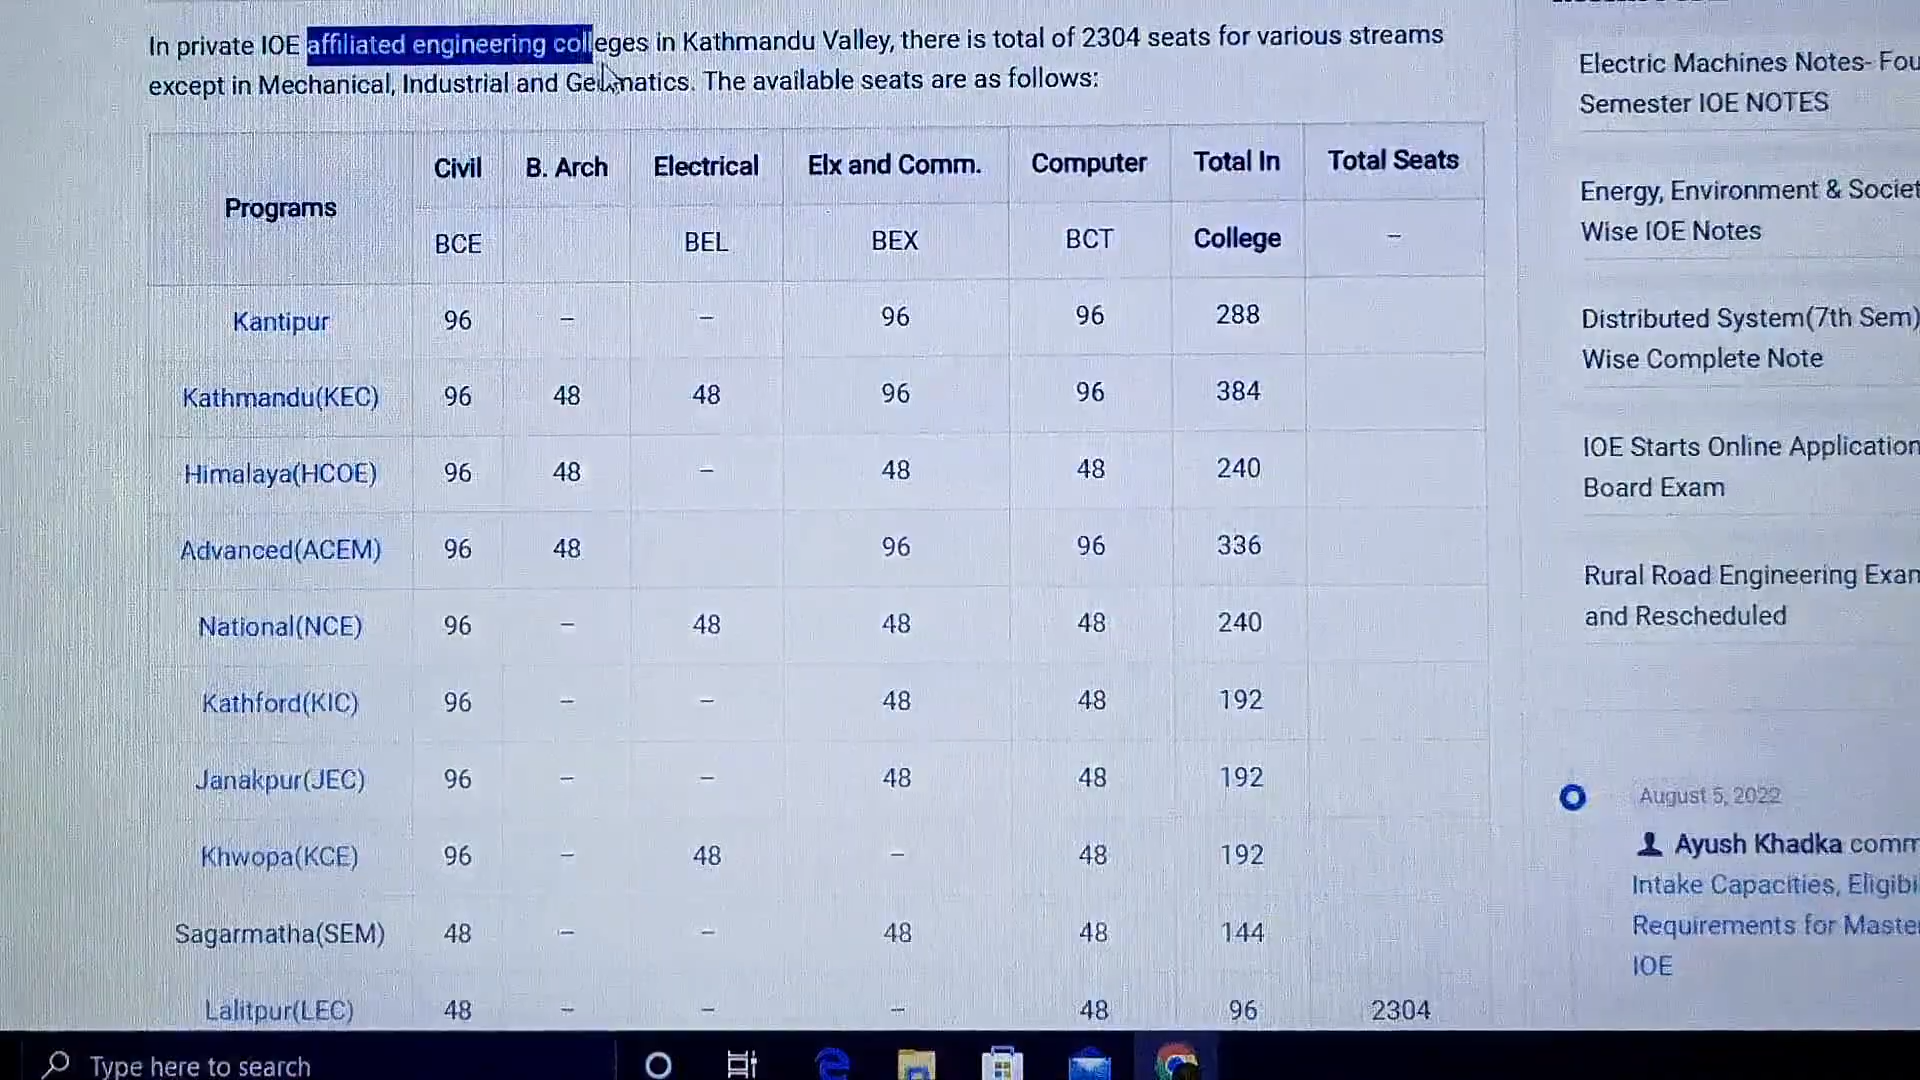 In private IOE affiliated engineering colleges in Kathmandu Valley, there is total of 2304 seats for various streams
except in Mechanical, Industrial and Geomatics. The available seats are as follows:
Programs Civil B. Arch Electrical Elx and Comm. Computer Total In Total Seats
BCE BEL BEX BCT College –
Kantipur 96 – – 96 96 288
Kathmandu(KEC) 96 48 48 96 96 384
Himalaya(HCOE) 96 48 – 48 48 240
Advanced(ACEM) 96 48 96 96 336
National(NCE) 96 – 48 48 48 240
Kathford(KIC) 96 – – 48 48 192
Janakpur(JEC) 96 – – 48 48 192
Khwopa(KCE) 96 – 48 – 48 192
Sagarmatha(SEM) 48 – – 48 48 144
Lalitpur(LEC) 48 – – – 48 96 2304
Electric Machines Notes- Fou
Semester IOE NOTES
Energy, Environment & Societ
Wise IOE Notes
Distributed System(7th Sem)
Wise Complete Note
IOE Starts Online Application
Board Exam
Rural Road Engineering Exam
and Rescheduled
August 5, 2022
Ayush Khadka comm
Intake Capacities, Eligibi
Requirements for Master
IOE
Type here to search